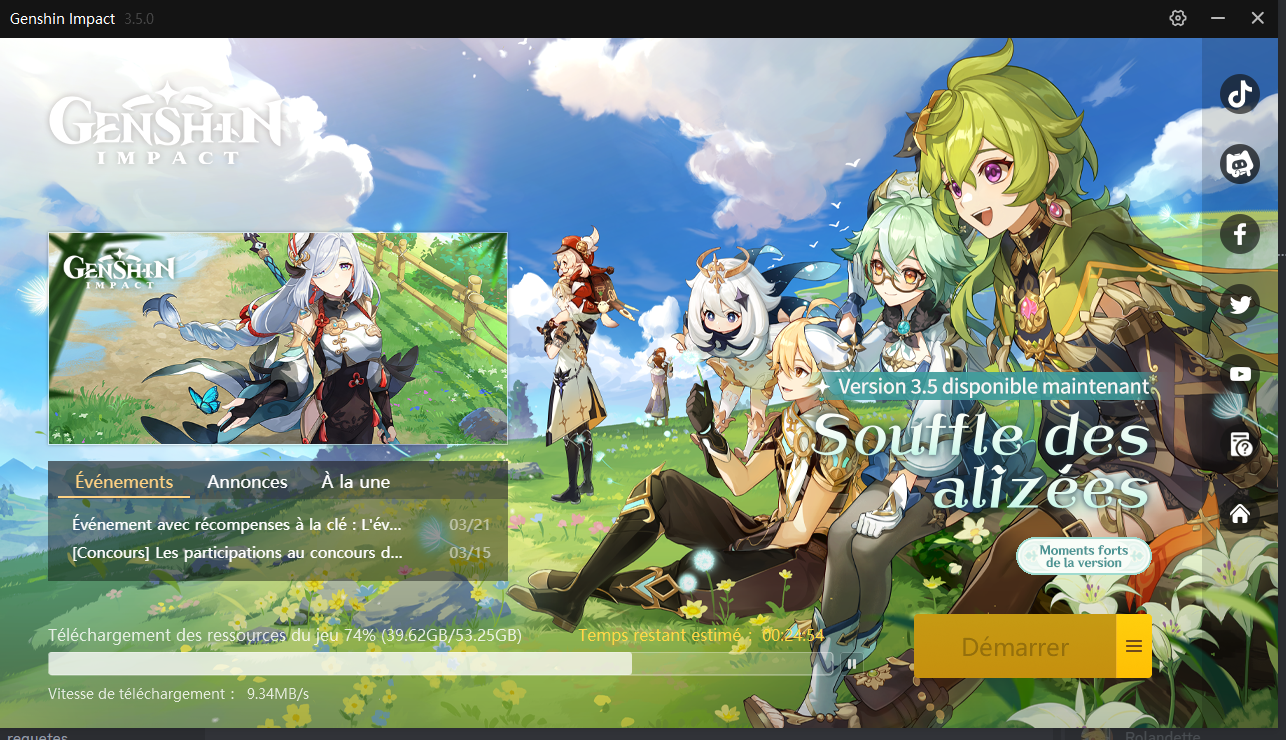 Genshin Impact 3.5.0
GENSHIN
IMPACT
GENSHIN
IMPACT
Version 3.5 disponible maintenant
Souffle des
alizées
Moments forts
de la version
Événements Annonces À la une
Événement avec récompenses à la clé : L'év... 03/21
[Concours] Les participations au concours d... 03/15
Téléchargement des ressources du jeu 74% (39.62GB/53.25GB) Temps restant estimé : 00:24:54
Démarrer
Vitesse de téléchargement : 9.34MB/s
requetes
Rolandette